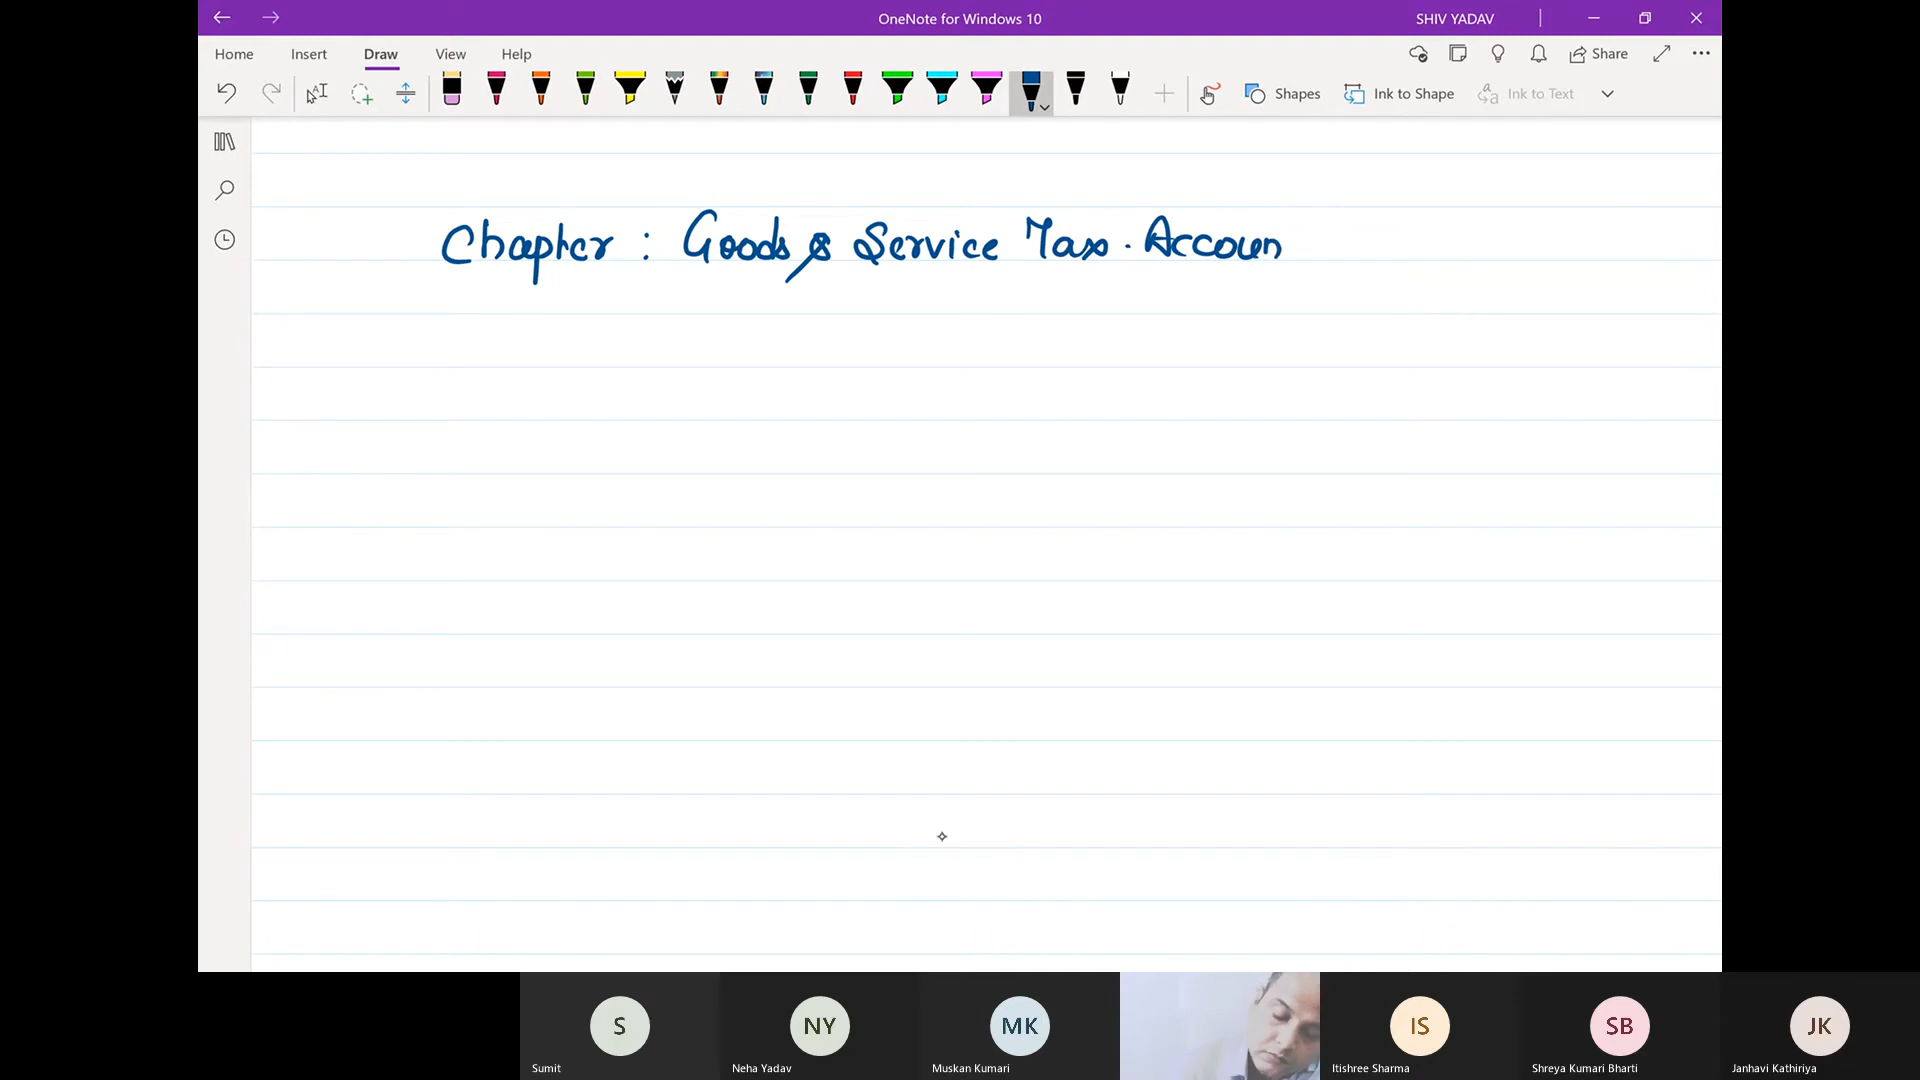 OneNote for Windows 10
SHIV YADAV
Home Insert Draw View Help
Share
Shapes
Ink to Shape
Ink to Text
Chapter : Goods & Service Tax . Accoun
S
NY
MK
IS
SB
JK
Sumit
Neha Yadav
Muskan Kumari
Itishree Sharma
Shreya Kumari Bharti
Janhavi Kathiriya